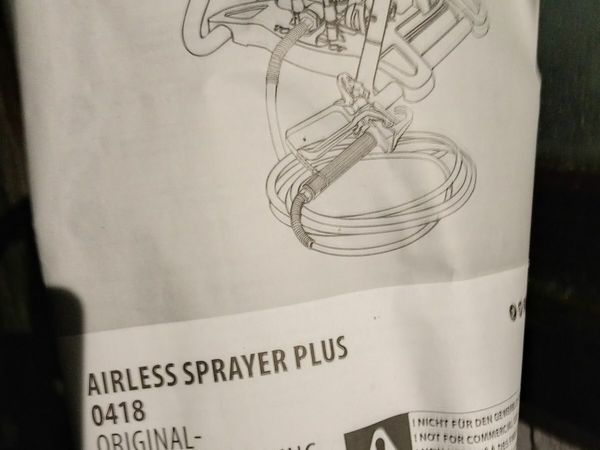 AIRLESS SPRAYER PLUS
0418
ORIGINAL-
! NICHT FÜR DEN
! NOT FOR COMMERCIAL